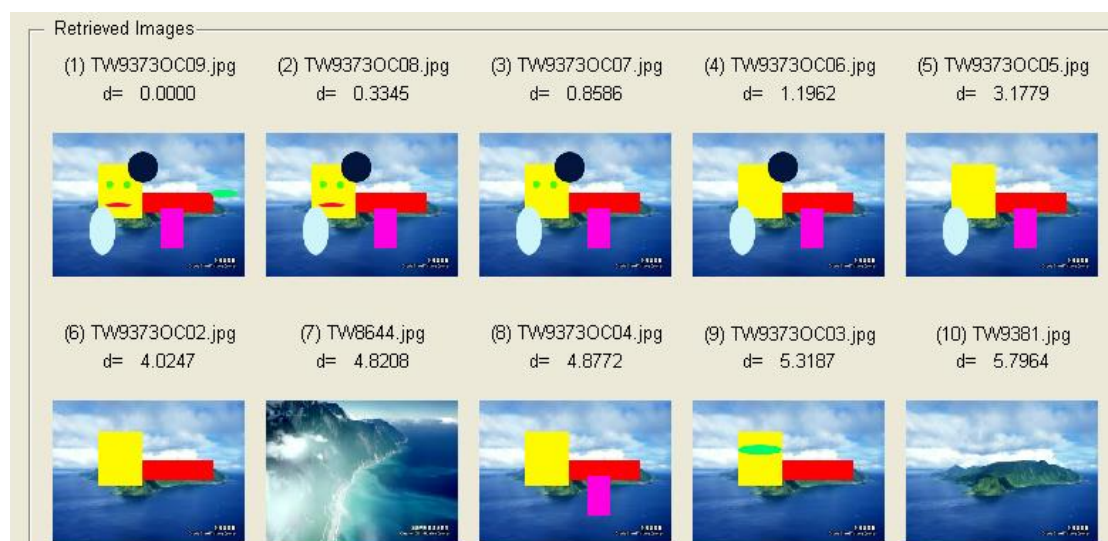 Retrieved Images
(1) TW9373OC09.jpg
d= 0.0000
(2) TW9373OC08.jpg
d= 0.3345
(3) TW9373OC07.jpg
d= 0.8586
(4) TW9373OC06.jpg
d= 1.1962
(5) TW9373OC05.jpg
d= 3.1779
(6) TW9373OC02.jpg
d= 4.0247
(7) TW8644.jpg
d= 4.8208
(8) TW9373OC04.jpg
d= 4.8772
(9) TW9373OC03.jpg
d= 5.3187
(10) TW9381.jpg
d= 5.7964